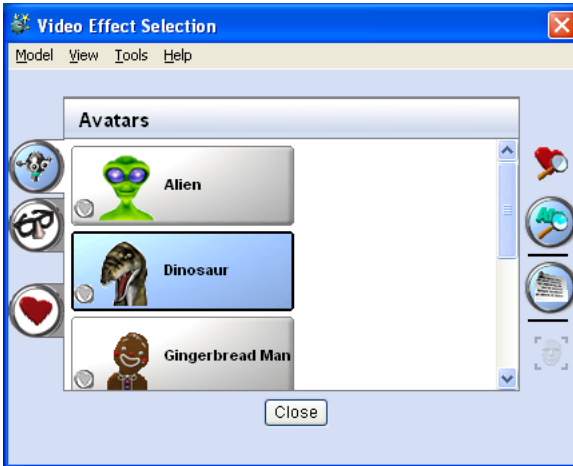 Video Effect Selection
Model View Tools Help
Avatars
Alien
Dinosaur
Gingerbread Man
Close